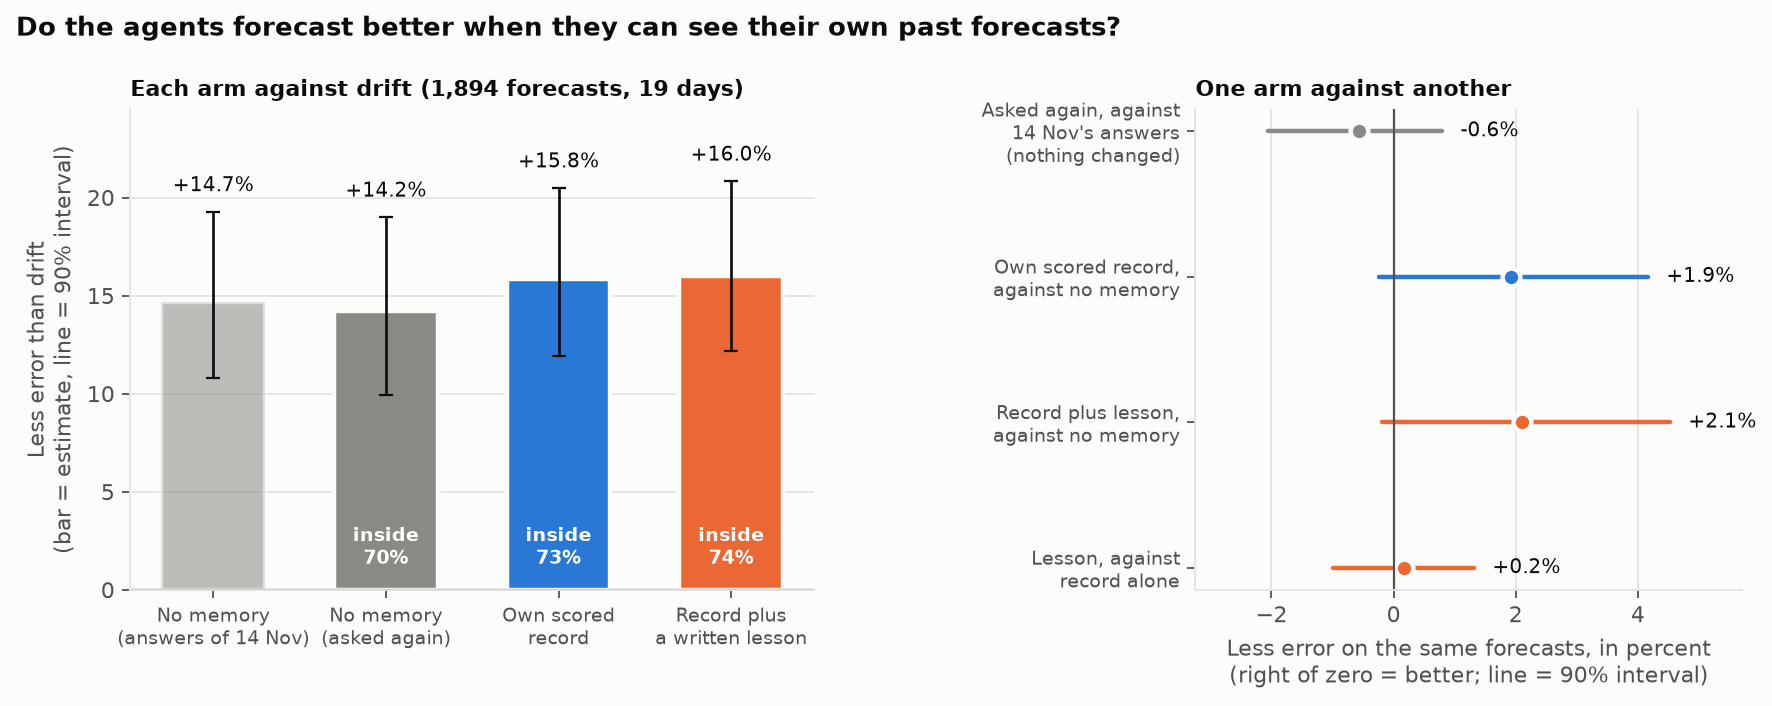 Do the agents forecast better when they can see their own past forecasts?
Each arm against drift (1,894 forecasts, 19 days)
Less error than drift
(bar = estimate, line = 90% interval)
20
15
10
5
0
+14.7%
+14.2%
+15.8%
+16.0%
inside
70%
inside
73%
inside
74%
No memory
(answers of 14 Nov)
No memory
(asked again)
Own scored
record
Record plus
a written lesson
One arm against another
Asked again, against
14 Nov's answers
(nothing changed)
-0.6%
Own scored record,
against no memory
+1.9%
Record plus lesson,
against no memory
+2.1%
Lesson, against
record alone
+0.2%
−2
0
2
4
Less error on the same forecasts, in percent
(right of zero = better; line = 90% interval)